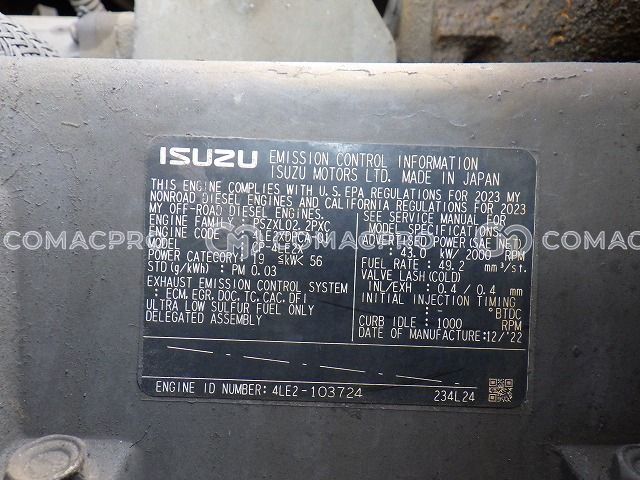 ISUZU EMISSION CONTROL INFORMATION
ISUZU MOTORS LTD. MADE IN JAPAN
THIS ENGINE COMPLIES WITH U.S.EPA REGULATIONS FOR 2023 MY
NONROAD DIESEL ENGINES AND CALIFORNIA REGULATIONS FOR 2023
MY OFF-ROAD DIESEL ENGINES.
ENGINE FAMILY : PSZXL02.2PXC
ENGINE CODE : 4LE2XDRCA-01
MODEL : CP-4LE2X
POWER CATEGORY: 19 ≤kW< 56
STD(g/kWh) : PM 0.03
EXHAUST EMISSION CONTROL SYSTEM
: ECM, EGR, DOC, TC, CAC, DFI
ULTRA LOW SULFUR FUEL ONLY
DELEGATED ASSEMBLY
SEE SERVICE MANUAL FOR
MODEL SPECIFICATIONS.
ADVERTISED POWER(SAE NET)
: 43.0 kW/ 2000 RPM
FUEL RATE : 49.2 mm³/st.
VALVE LASH (COLD)
INL/EXH : 0.4 / 0.4 mm
INITIAL INJECTION TIMING
: - °BTDC
CURB IDLE : 1000 RPM
DATE OF MANUFACTURE:12/'22
ENGINE ID NUMBER: 4LE2-103724 234L24
COMACPRO COMACPRO COMACPRO